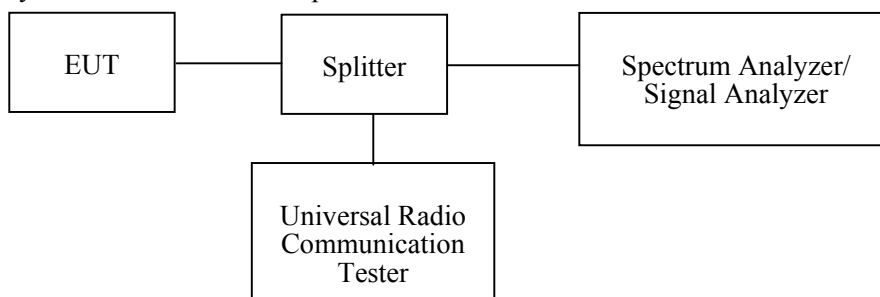 EUT
Splitter
Spectrum Analyzer/
Signal Analyzer
Universal Radio
Communication
Tester